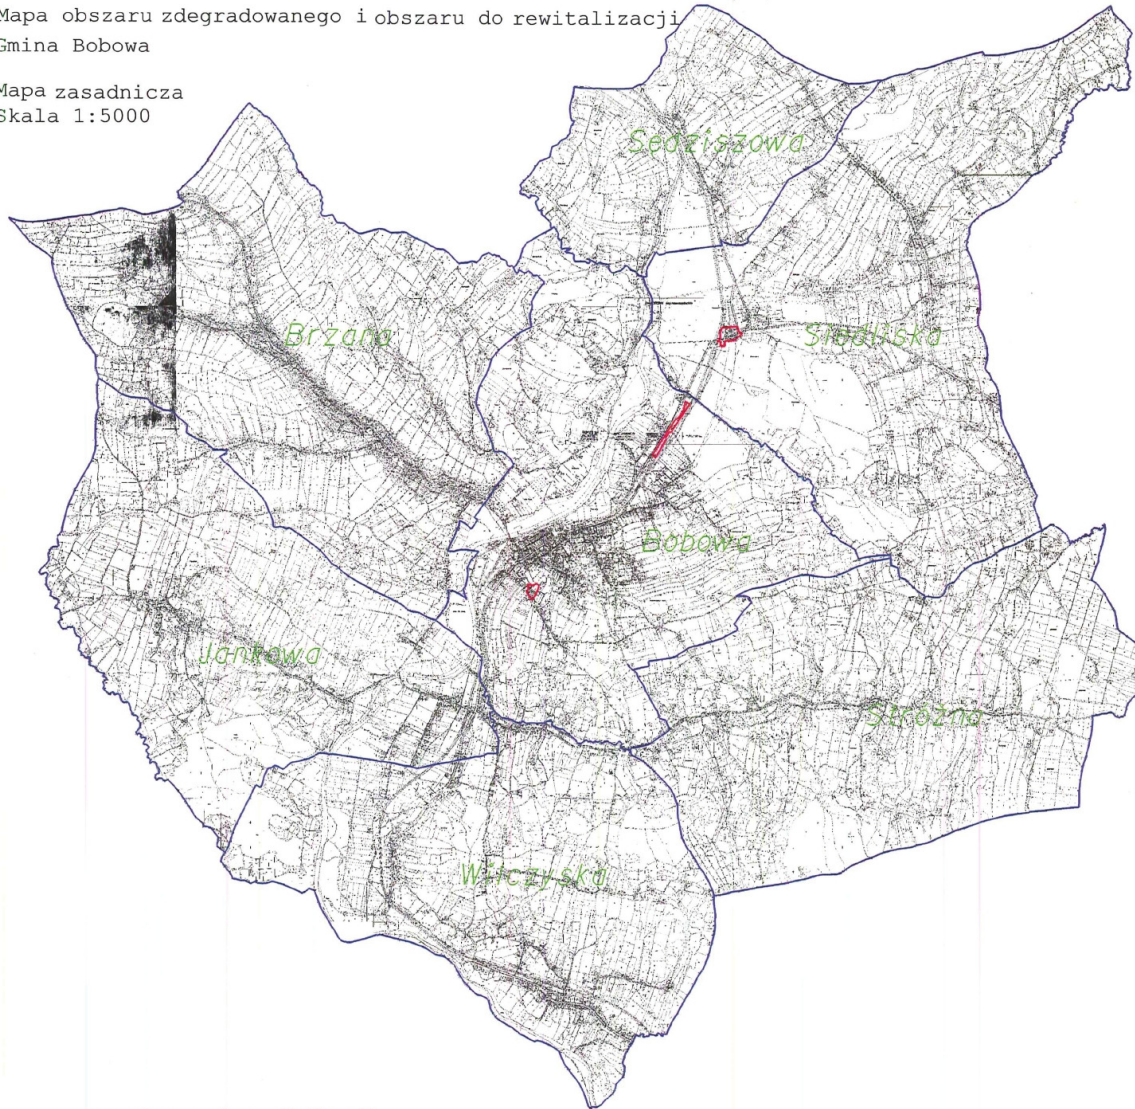 Mapa obszaru zdegradowanego i obszaru do rewitalizacji
Gmina Bobowa
Mapa zasadnicza
Skala 1:5000
Sędziszowa
Brzana
Siedliska
Bobowa
Jankowa
Stróżna
Wilczyska